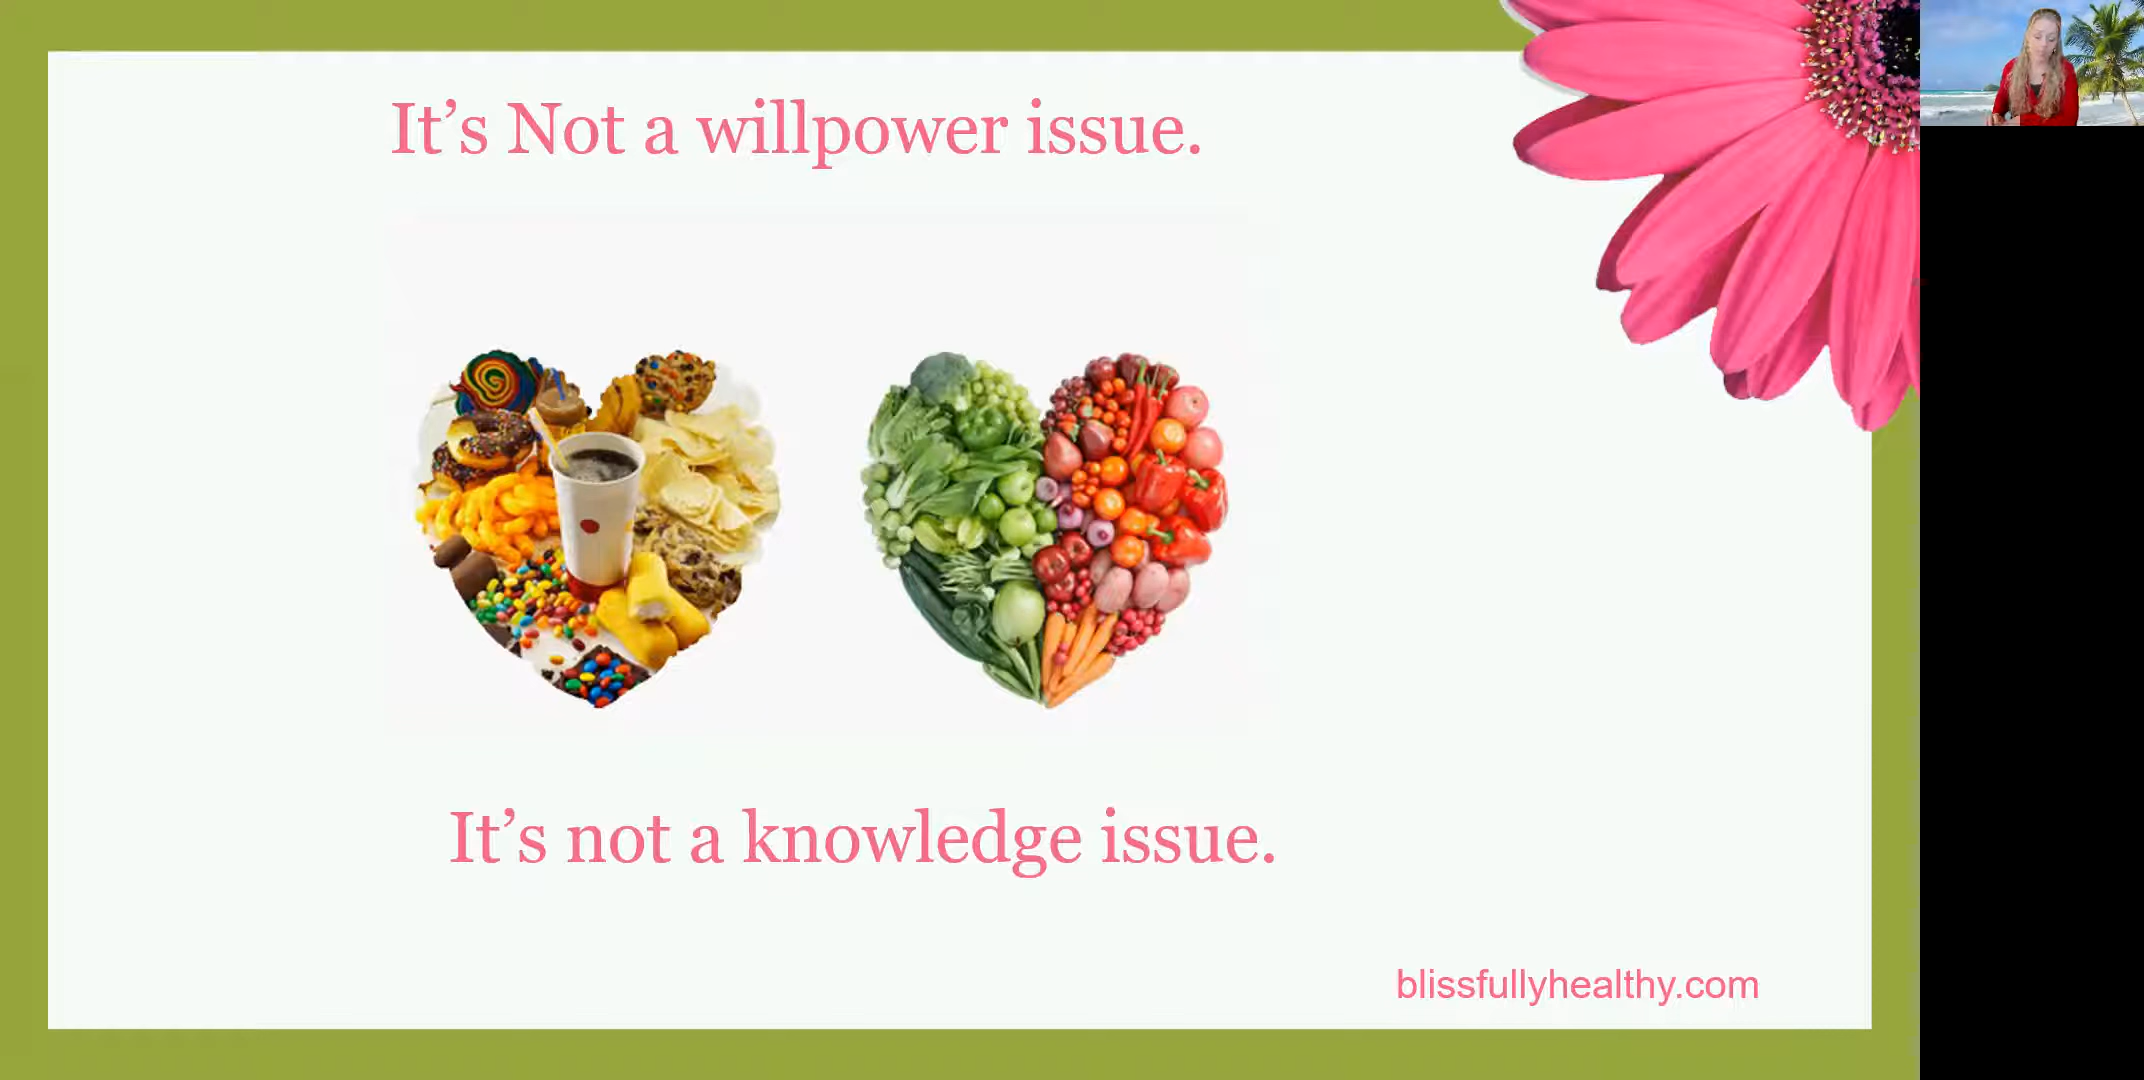 It’s Not a willpower issue.
It’s not a knowledge issue.
blissfullyhealthy.com